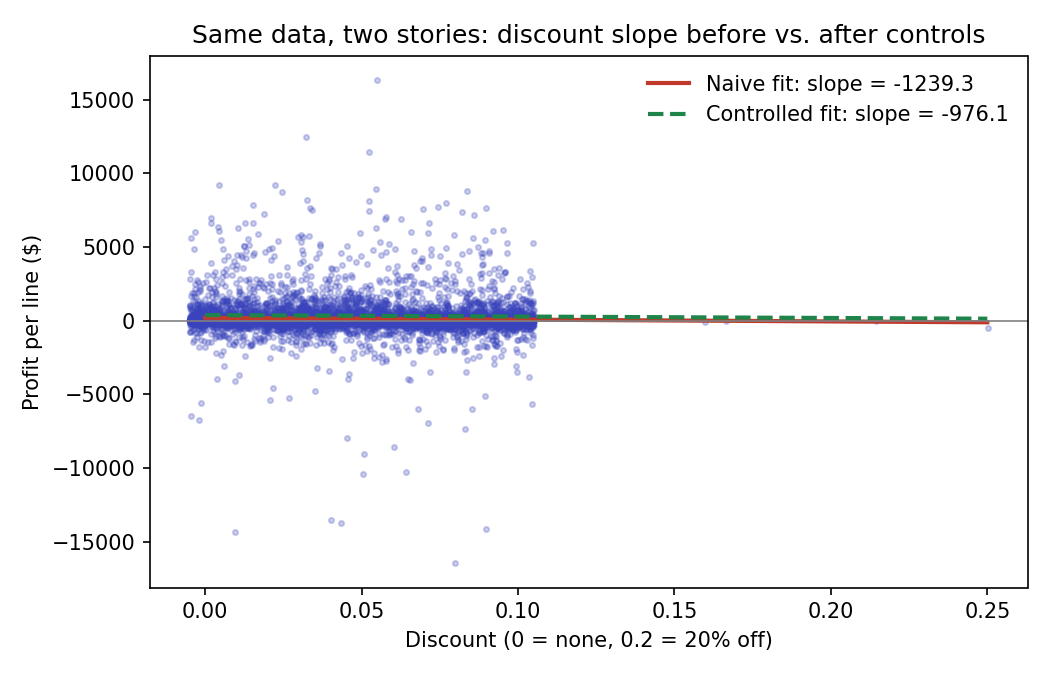 Same data, two stories: discount slope before vs. after controls
Naive fit: slope = -1239.3
Controlled fit: slope = -976.1
Profit per line ($)
15000
10000
5000
0
−5000
−10000
−15000
0.00 0.05 0.10 0.15 0.20 0.25
Discount (0 = none, 0.2 = 20% off)